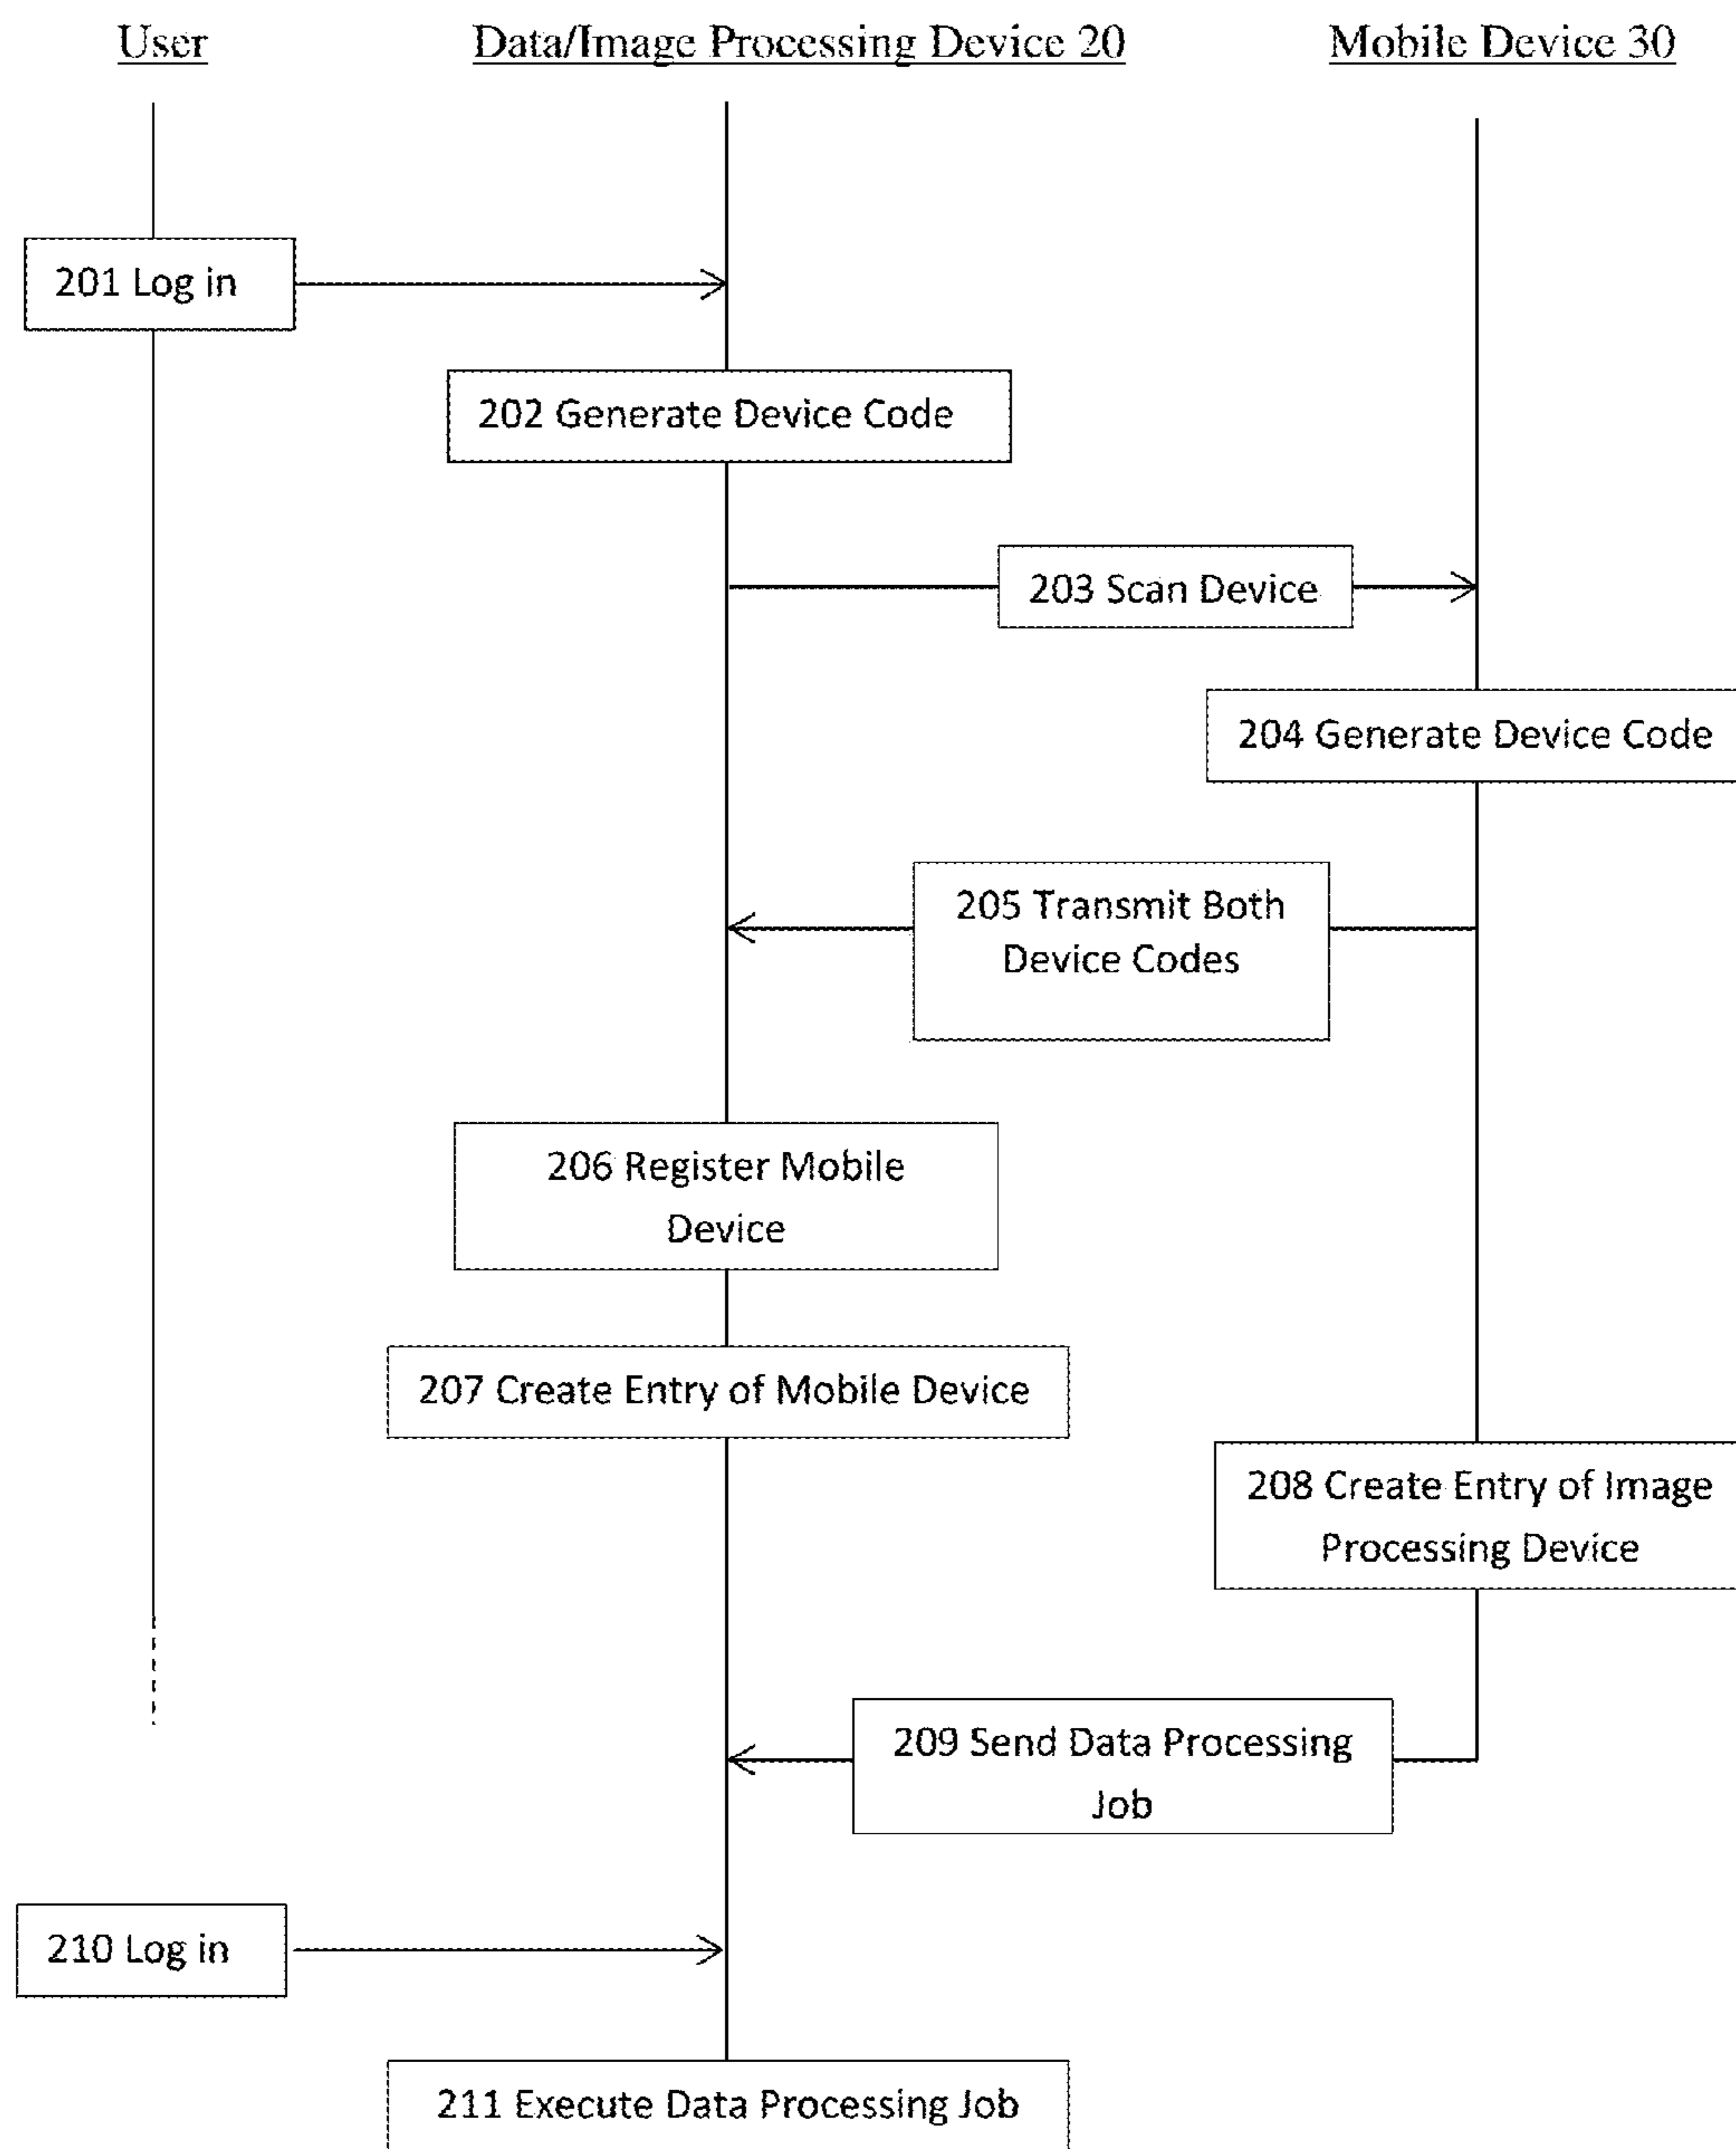 User
Data/Image Processing Device 20
Mobile Device 30
201 Log in
202 Generate Device Code
203 Scan Device
204 Generate Device Code
205 Transmit Both
Device Codes
206 Register Mobile
Device
207 Create Entry of Mobile Device
208 Create Entry of Image
Processing Device
209 Send Data Processing
Job
210 Log in
211 Execute Data Processing Job